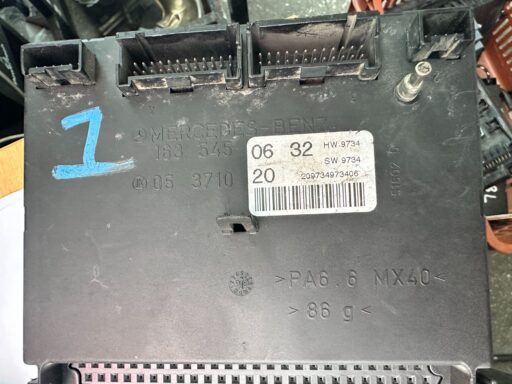 1
MERCEDES-BENZ
163 545 06 32
HW 9734
SW 9734
05 3710 20
209734973406
>PA6.6 MX40<
>86 g<